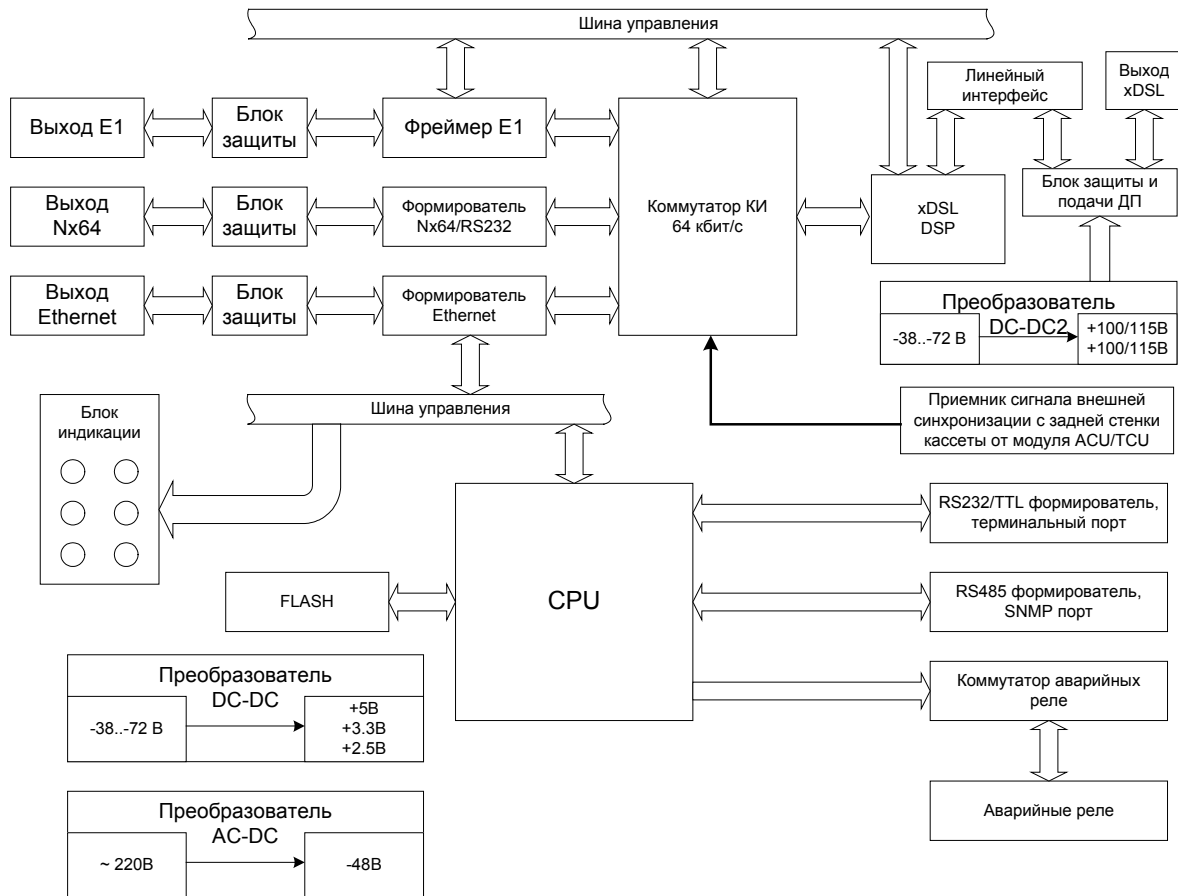 Шина управления
Линейный
интерфейс
Выход
xDSL
Выход E1
Блок
защиты
Фреймер E1
Выход
Nx64
Блок
защиты
Формирователь
Nx64/RS232
Коммутатор КИ
64 кбит/с
xDSL
DSP
Блок защиты и
подачи ДП
Выход
Ethernet
Блок
защиты
Формирователь
Ethernet
Преобразователь
DC-DC2
-38..-72 В
+100/115В
+100/115В
Шина управления
Блок
индикации
Приемник сигнала внешней
синхронизации с задней стенки
кассеты от модуля ACU/TCU
RS232/TTL формирователь,
терминальный порт
FLASH
CPU
RS485 формирователь,
SNMP порт
Преобразователь
DC-DC
-38..-72 В
+5В
+3.3В
+2.5В
Коммутатор аварийных
реле
Преобразователь
AC-DC
~ 220В
-48В
Аварийные реле